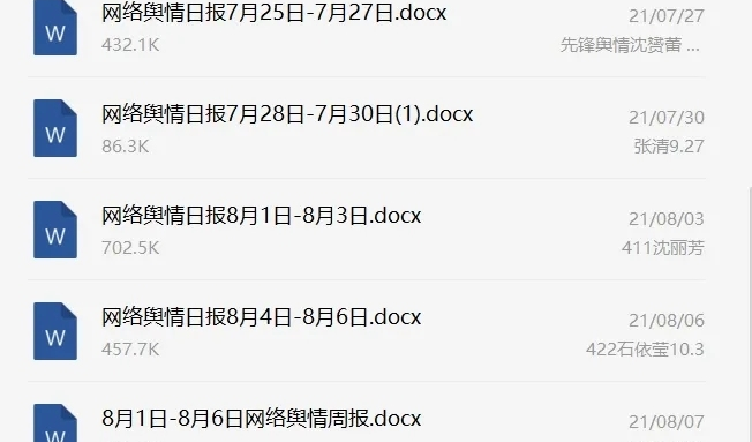 网络舆情日报7月25日-7月27日.docx
21/07/27
432.1K
先锋舆情沈赟蕾 ...
W
网络舆情日报7月28日-7月30日(1).docx
21/07/30
86.3K
张清9.27
W
网络舆情日报8月1日-8月3日.docx
21/08/03
702.5K
411沈丽芳
W
网络舆情日报8月4日-8月6日.docx
21/08/06
457.7K
422石依莹10.3
W
8月1日-8月6日网络舆情周报.docx
21/08/07
W